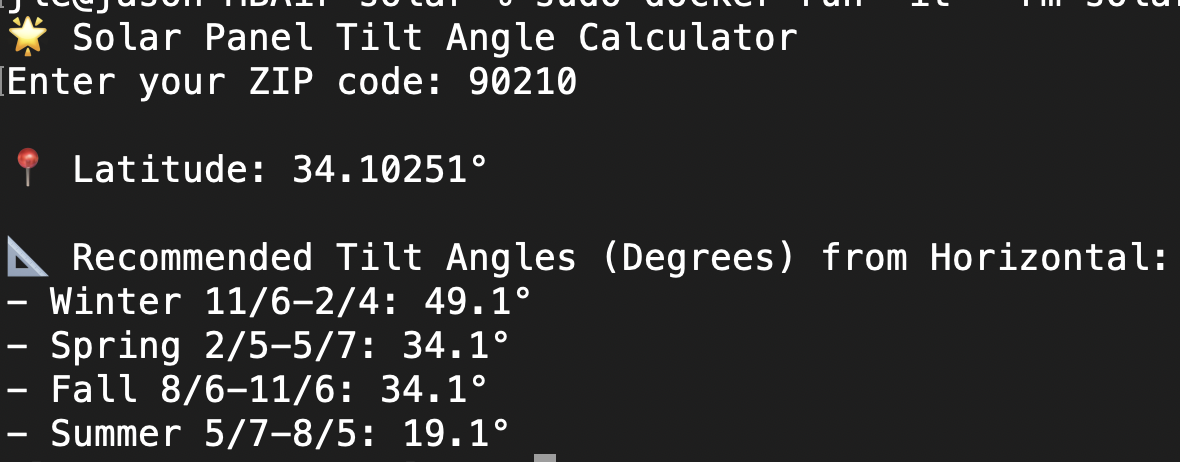 🌟 Solar Panel Tilt Angle Calculator
Enter your ZIP code: 90210
📍 Latitude: 34.10251°
📐 Recommended Tilt Angles (Degrees) from Horizontal:
- Winter 11/6-2/4: 49.1°
- Spring 2/5-5/7: 34.1°
- Fall 8/6-11/6: 34.1°
- Summer 5/7-8/5: 19.1°